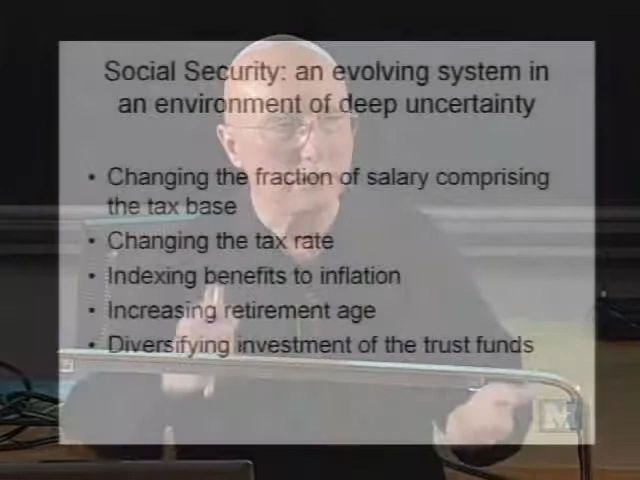 Social Security: an evolving system in
an environment of deep uncertainty
• Changing the fraction of salary comprising
the tax base
• Changing the tax rate
• Indexing benefits to inflation
• Increasing retirement age
• Diversifying investment of the trust funds